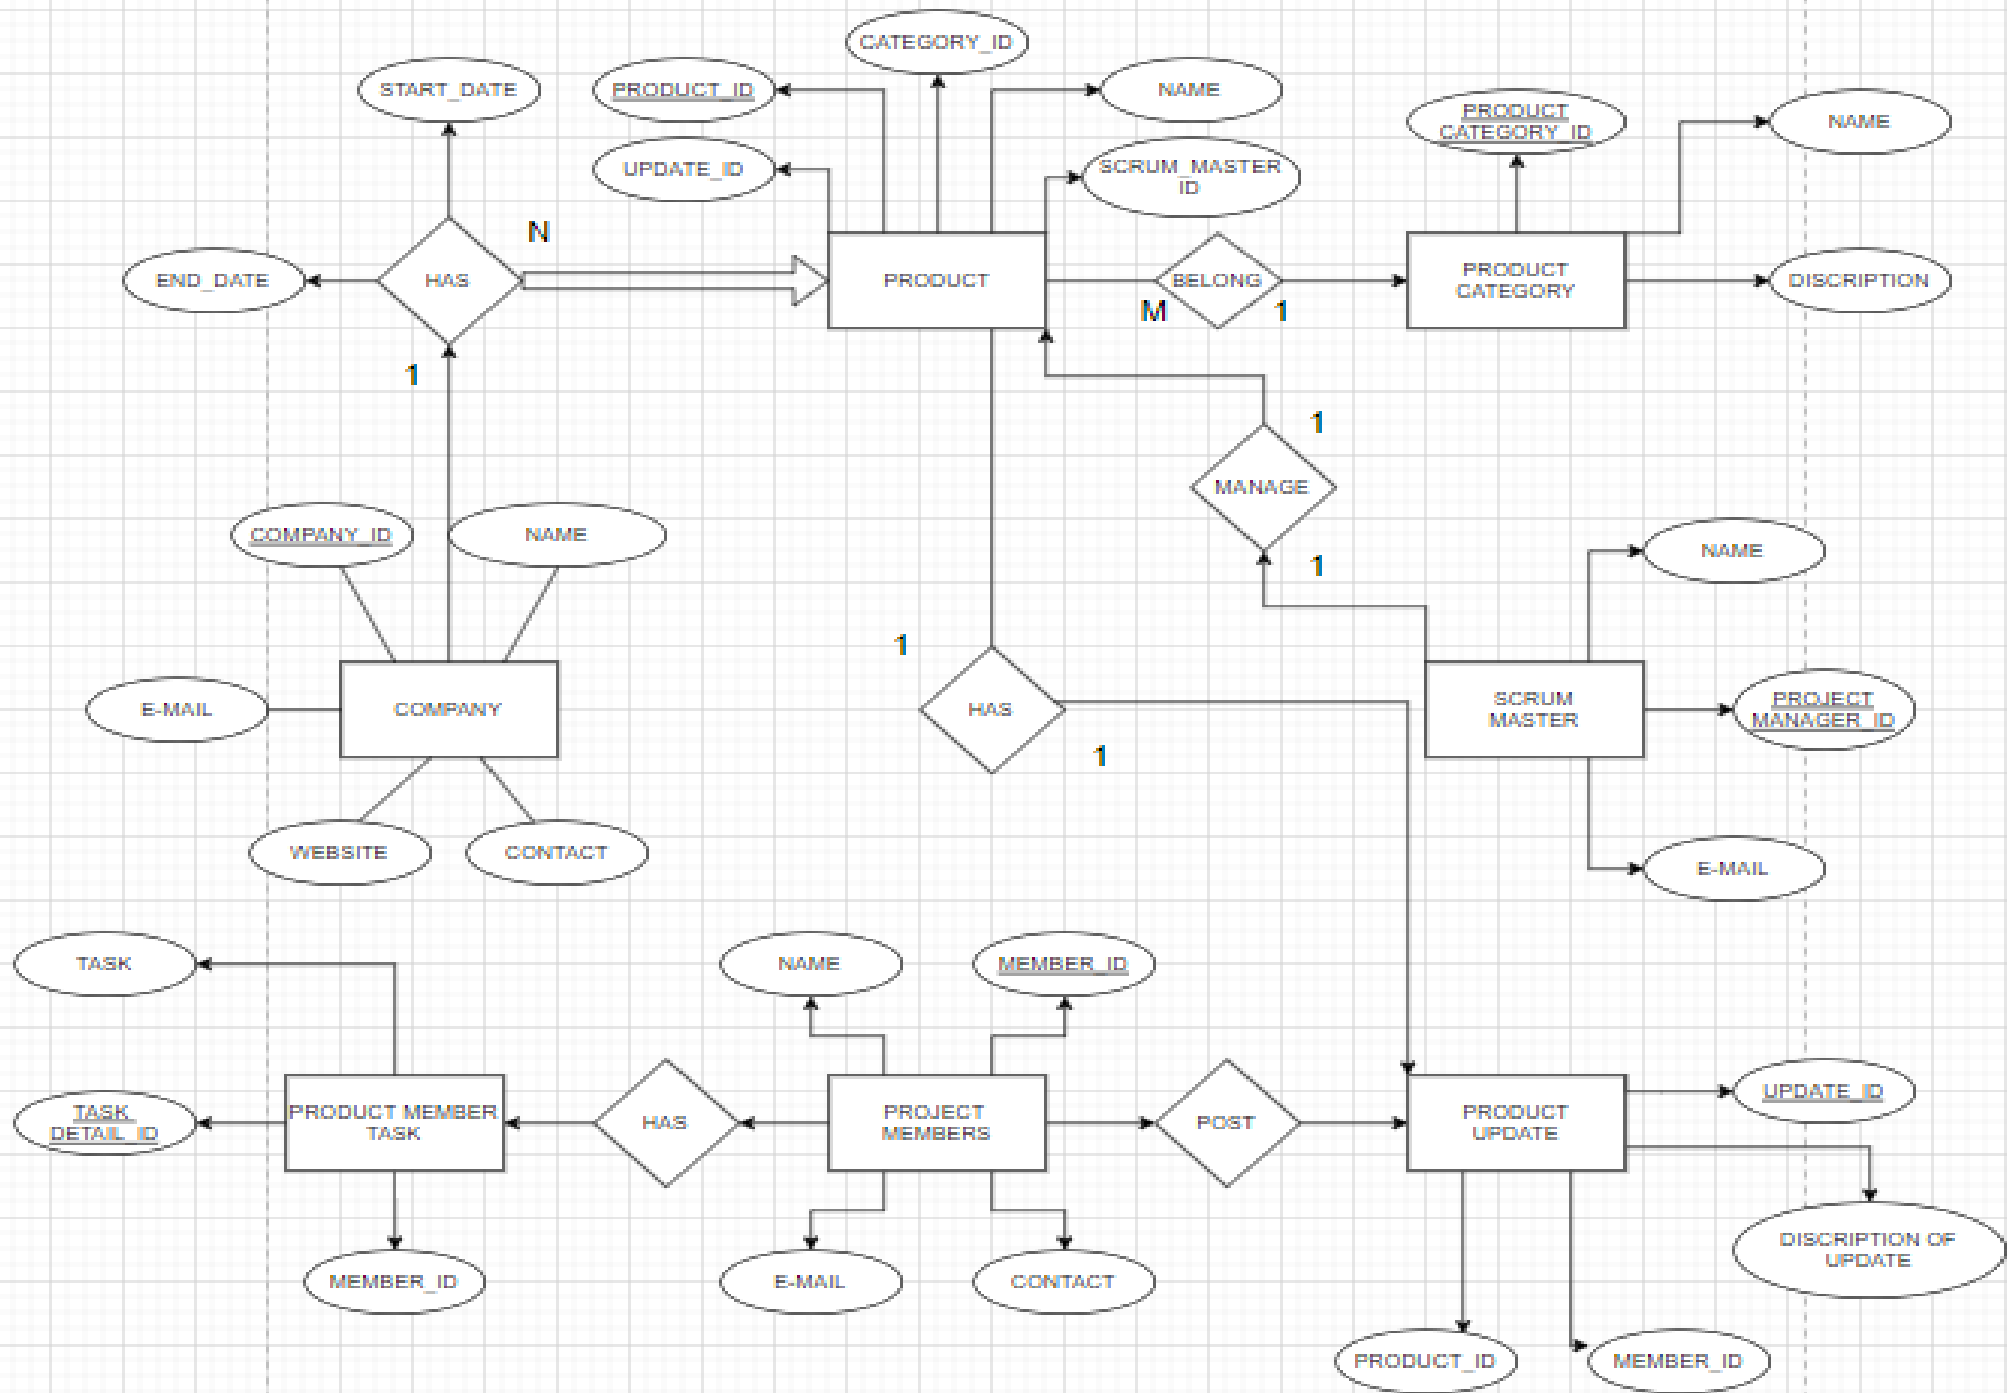 CATEGORY_ID
START_DATE
PRODUCT_ID
NAME
PRODUCT
CATEGORY_ID
NAME
UPDATE_ID
SCRUM_MASTER
ID
N
END_DATE
HAS
PRODUCT
BELONG
PRODUCT
CATEGORY
DISCRIPTION
M
1
1
1
MANAGE
COMPANY_ID
NAME
1
NAME
1
E-MAIL
COMPANY
HAS
SCRUM
MASTER
PROJECT
MANAGER_ID
1
WEBSITE
CONTACT
E-MAIL
TASK
NAME
MEMBER_ID
TASK
DETAIL_ID
PRODUCT MEMBER
TASK
HAS
PROJECT
MEMBERS
POST
PRODUCT
UPDATE
UPDATE_ID
DISCRIPTION OF
UPDATE
MEMBER_ID
E-MAIL
CONTACT
PRODUCT_ID
MEMBER_ID